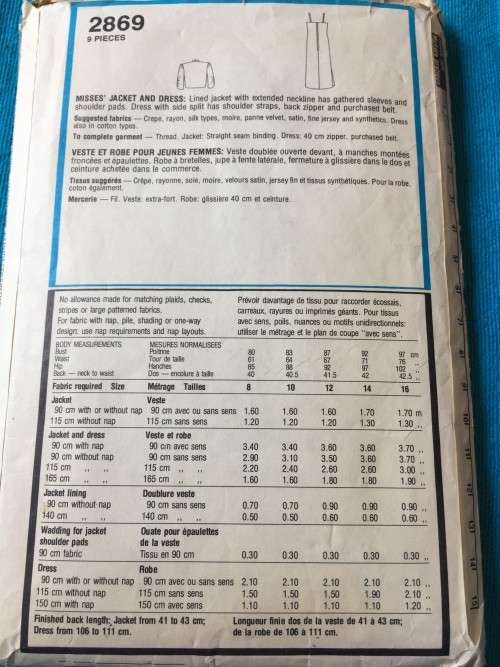 2869
9 PIECES
MISSES' JACKET AND DRESS: Lined jacket with extended neckline has gathered sleeves and
shoulder pads. Dress with side split has shoulder straps, back zipper and purchased belt.
Suggested fabrics — Crepe, rayon, silk types, moire, panne velvet, satin, fine jersey and synthetics. Dress
also in cotton types.
To complete garment — Thread. Jacket: Straight seam binding. Dress: 40 cm zipper, purchased belt.
VESTE ET ROBE POUR JEUNES FEMMES: Veste doublée ouverte devant, à manches montées
froncées et épaulettes. Robe à bretelles, jupe à fente latérale, fermeture à glissière dans le dos et
ceinture achetée dans le commerce.
Tissus suggérés — Crêpe, rayonne, soie, moire, velours satin, jersey fin et tissus synthétiques. Pour la robe,
coton également.
Mercerie — Fil. Veste: extra-fort. Robe: glissière 40 cm et ceinture.
No allowance made for matching plaids, checks,
stripes or large patterned fabrics.
For fabric with nap, pile, shading or one-way
design: use nap requirements and nap layouts.
Prévoir davantage de tissu pour raccorder écossais,
carreaux, rayures ou imprimés géants. Pour tissus
avec sens, poils, nuances ou motifs unidirectionnels:
utiliser le métrage et le plan de coupe "avec sens".
BODY MEASUREMENTS MESURES NORMALISEES
Bust Poitrine 80 83 87 92 97 cm
Waist Tour de taille 61 64 67 71 76 ,,
Hip Hanches 85 88 92 97 102 ,,
Back — neck to waist Dos — encolure à taille 40 40.5 41.5 42 42.5 ,,
Fabric required Size Métrage Tailles 8 10 12 14 16
Jacket Veste
90 cm with or without nap 90 cm avec ou sans sens 1.60 1.60 1.60 1.70 1.70 m
115 cm without nap 115 cm sans sens 1.20 1.20 1.20 1.30 1.30 ,,
Jacket and dress Veste et robe
90 cm with nap 90 cm avec sens 3.40 3.40 3.60 3.60 3.70 ,,
90 cm without nap 90 cm sans sens 2.90 3.10 3.50 3.60 3.70 ,,
115 cm ,, ,, 115 cm ,, ,, 2.20 2.40 2.60 2.60 3.00 ,,
165 cm ,, ,, 165 cm ,, ,, 1.60 1.60 1.80 1.80 1.90 ,,
Jacket lining Doublure veste
90 cm without nap 90 cm sans sens 0.70 0.70 0.90 0.90 0.90 ,,
140 cm ,, ,, 140 cm ,, ,, 0.50 0.50 0.60 0.60 0.60 ,,
Wadding for jacket Ouate pour épaulettes
shoulder pads de la veste
90 cm fabric Tissu en 90 cm 0.30 0.30 0.30 0.30 0.30 ,,
Dress Robe
90 cm with or without nap 90 cm avec ou sans sens 2.10 2.10 2.10 2.10 2.10 ,,
115 cm without nap 115 cm sans sens 1.50 1.50 1.50 1.90 2.10 ,,
150 cm with nap 150 cm avec sens 1.10 1.10 1.10 1.10 1.20 ,,
Finished back length; Jacket from 41 to 43 cm;
Dress from 106 to 111 cm.
Longueur finie dos de la veste de 41 à 43 cm;
de la robe de 106 à 111 cm.